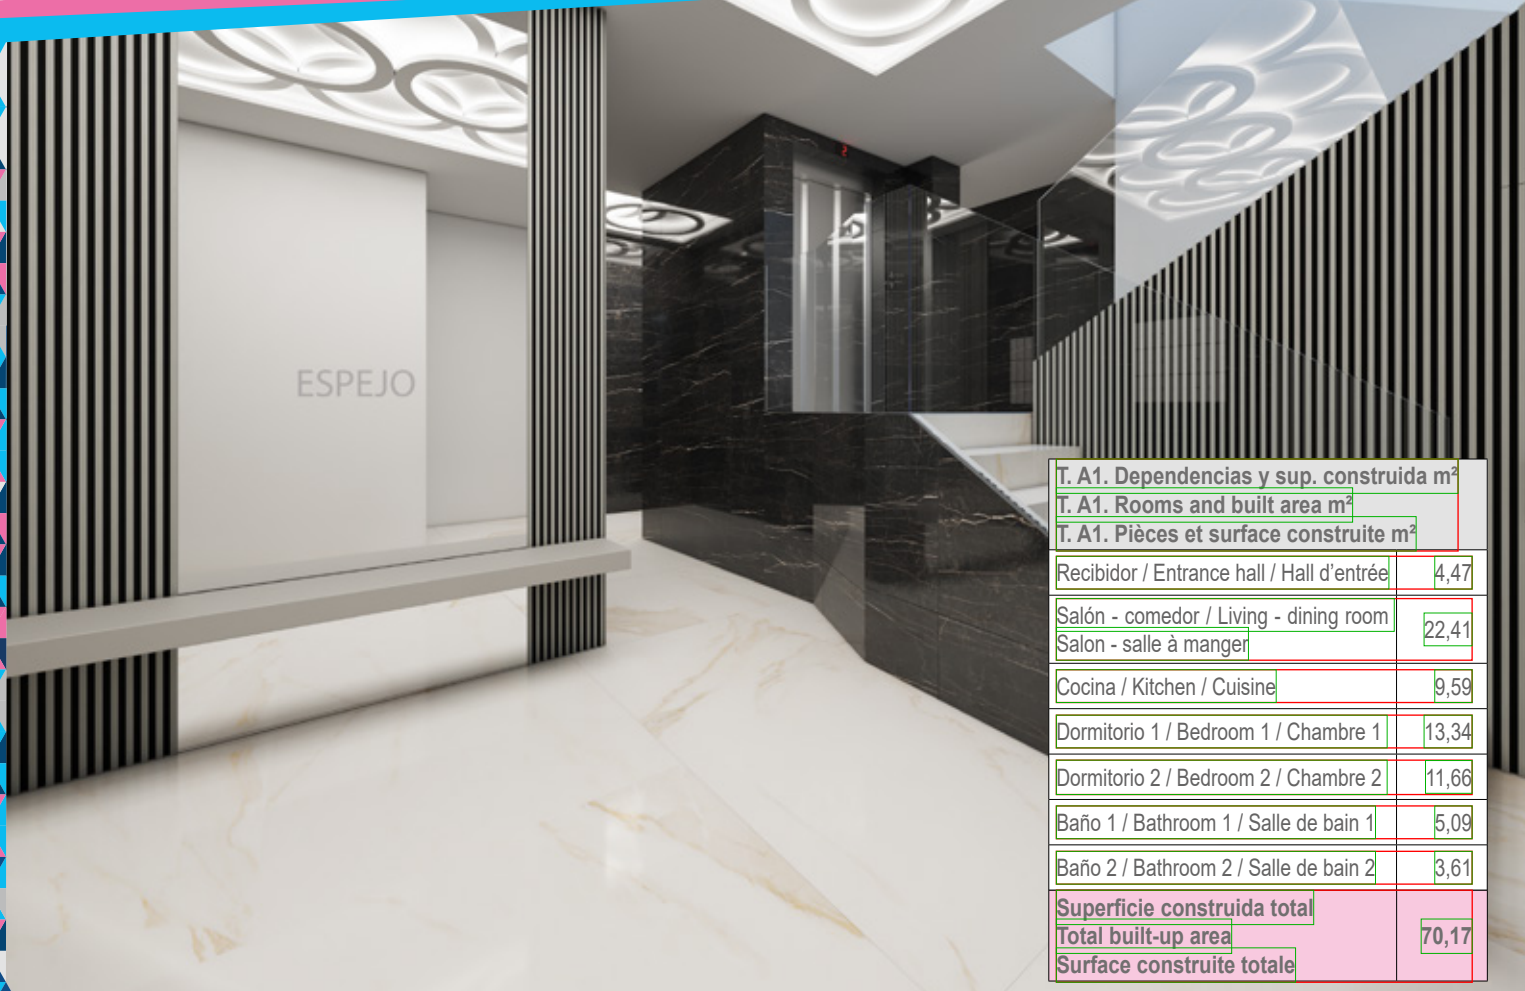 ESPEJO
T. A1. Dependencias y sup. construida m²
T. A1. Rooms and built area m²
T. A1. Pièces et surface construite m²
Recibidor / Entrance hall / Hall d'entrée 4,47
Salón - comedor / Living - dining room
Salon - salle à manger 22,41
Cocina / Kitchen / Cuisine 9,59
Dormitorio 1 / Bedroom 1 / Chambre 1 13,34
Dormitorio 2 / Bedroom 2 / Chambre 2 11,66
Baño 1 / Bathroom 1 / Salle de bain 1 5,09
Baño 2 / Bathroom 2 / Salle de bain 2 3,61
Superficie construida total
Total built-up area 70,17
Surface construite totale